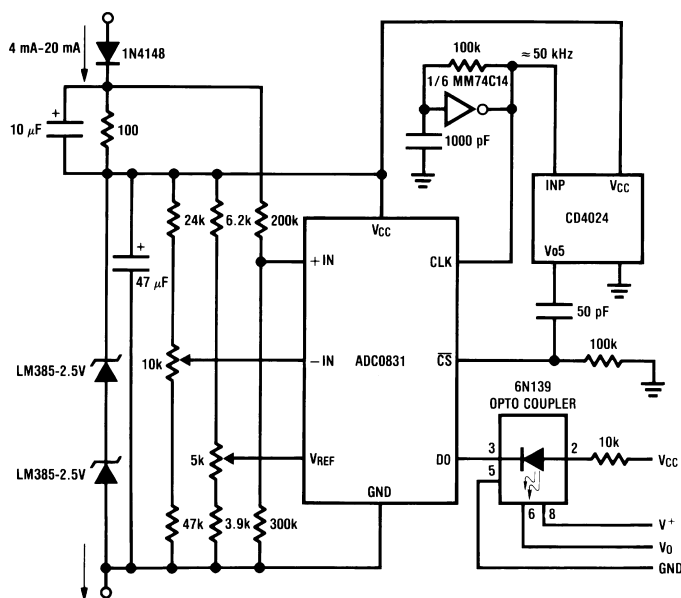 4 mA-20 mA
1N4148
10 μF
+
100
100k
≈ 50 kHz
1/6 MM74C14
1000 pF
INP
VCC
CD4024
Vo5
24k
6.2k
200k
VCC
+
47 μF
+ IN
CLK
50 pF
LM385-2.5V
10k
– IN
ADC0831
CS
100k
6N139
OPTO COUPLER
LM385-2.5V
5k
VREF
DO
3
2
10k
VCC
5
GND
47k
3.9k
300k
6
8
V+
VO
GND